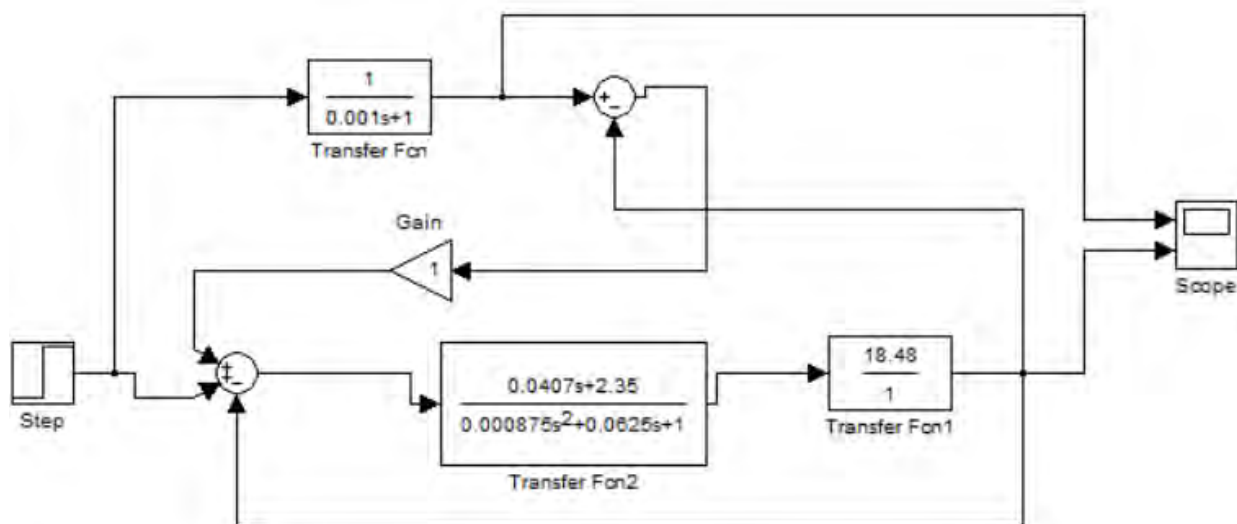 1
0.001s+1
Transfer Fcn
+
-
Gain
1
Scope
Step
+
+
-
0.0407s+2.35
0.000875s²+0.0625s+1
Transfer Fcn2
18.48
1
Transfer Fcn1